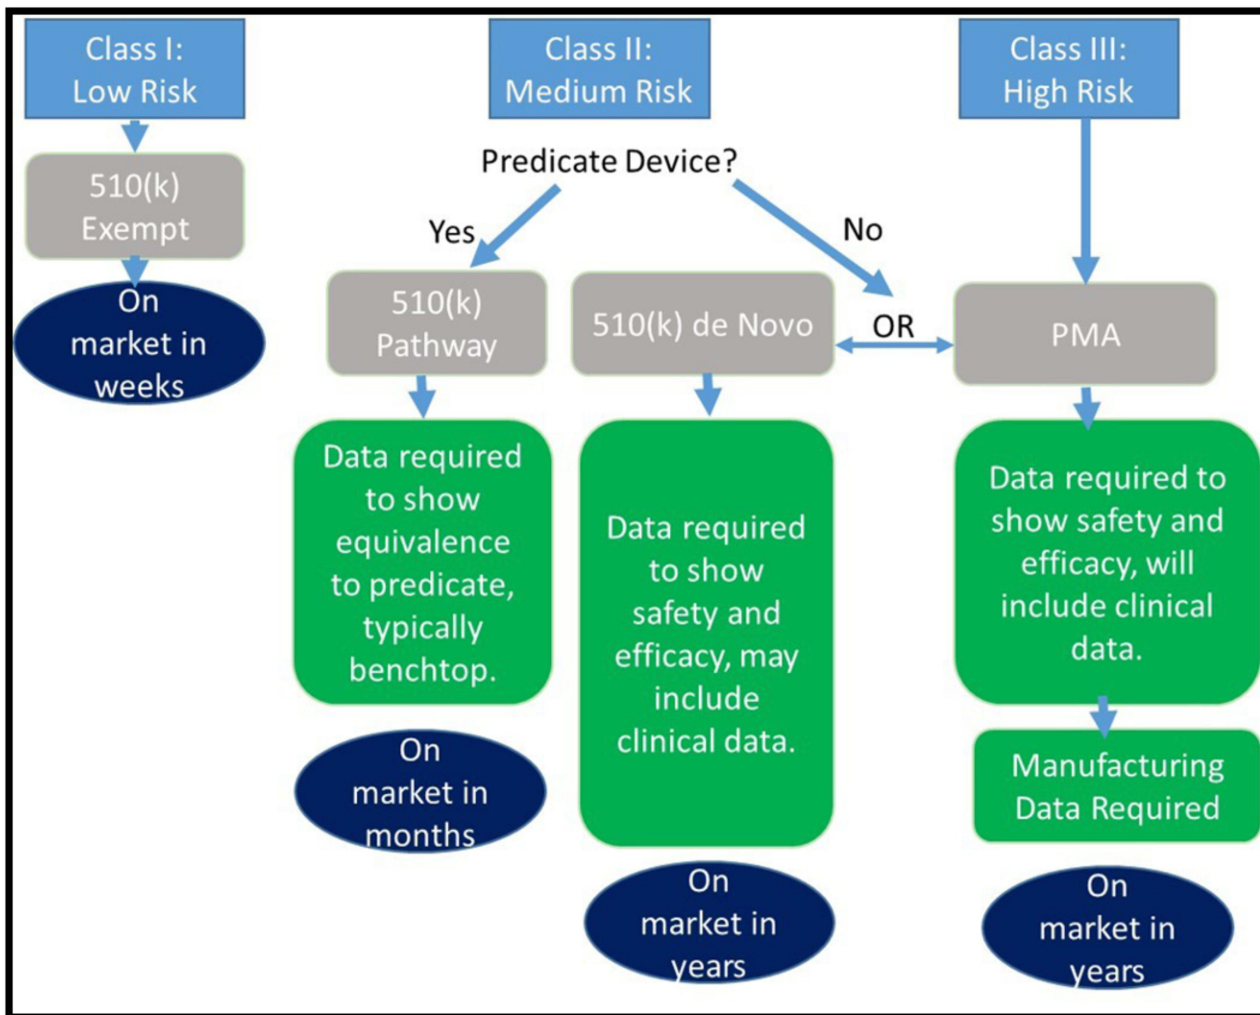 Class I:
Low Risk
510(k)
Exempt
On
market in
weeks
Class II:
Medium Risk
Predicate Device?
Yes
No
510(k)
Pathway
Data required
to show
equivalence
to predicate,
typically
benchtop.
On
market in
months
510(k) de Novo
OR
Data required
to show
safety and
efficacy, may
include
clinical data.
On
market in
years
Class III:
High Risk
PMA
Data required to
show safety and
efficacy, will
include clinical
data.
Manufacturing
Data Required
On
market in
years